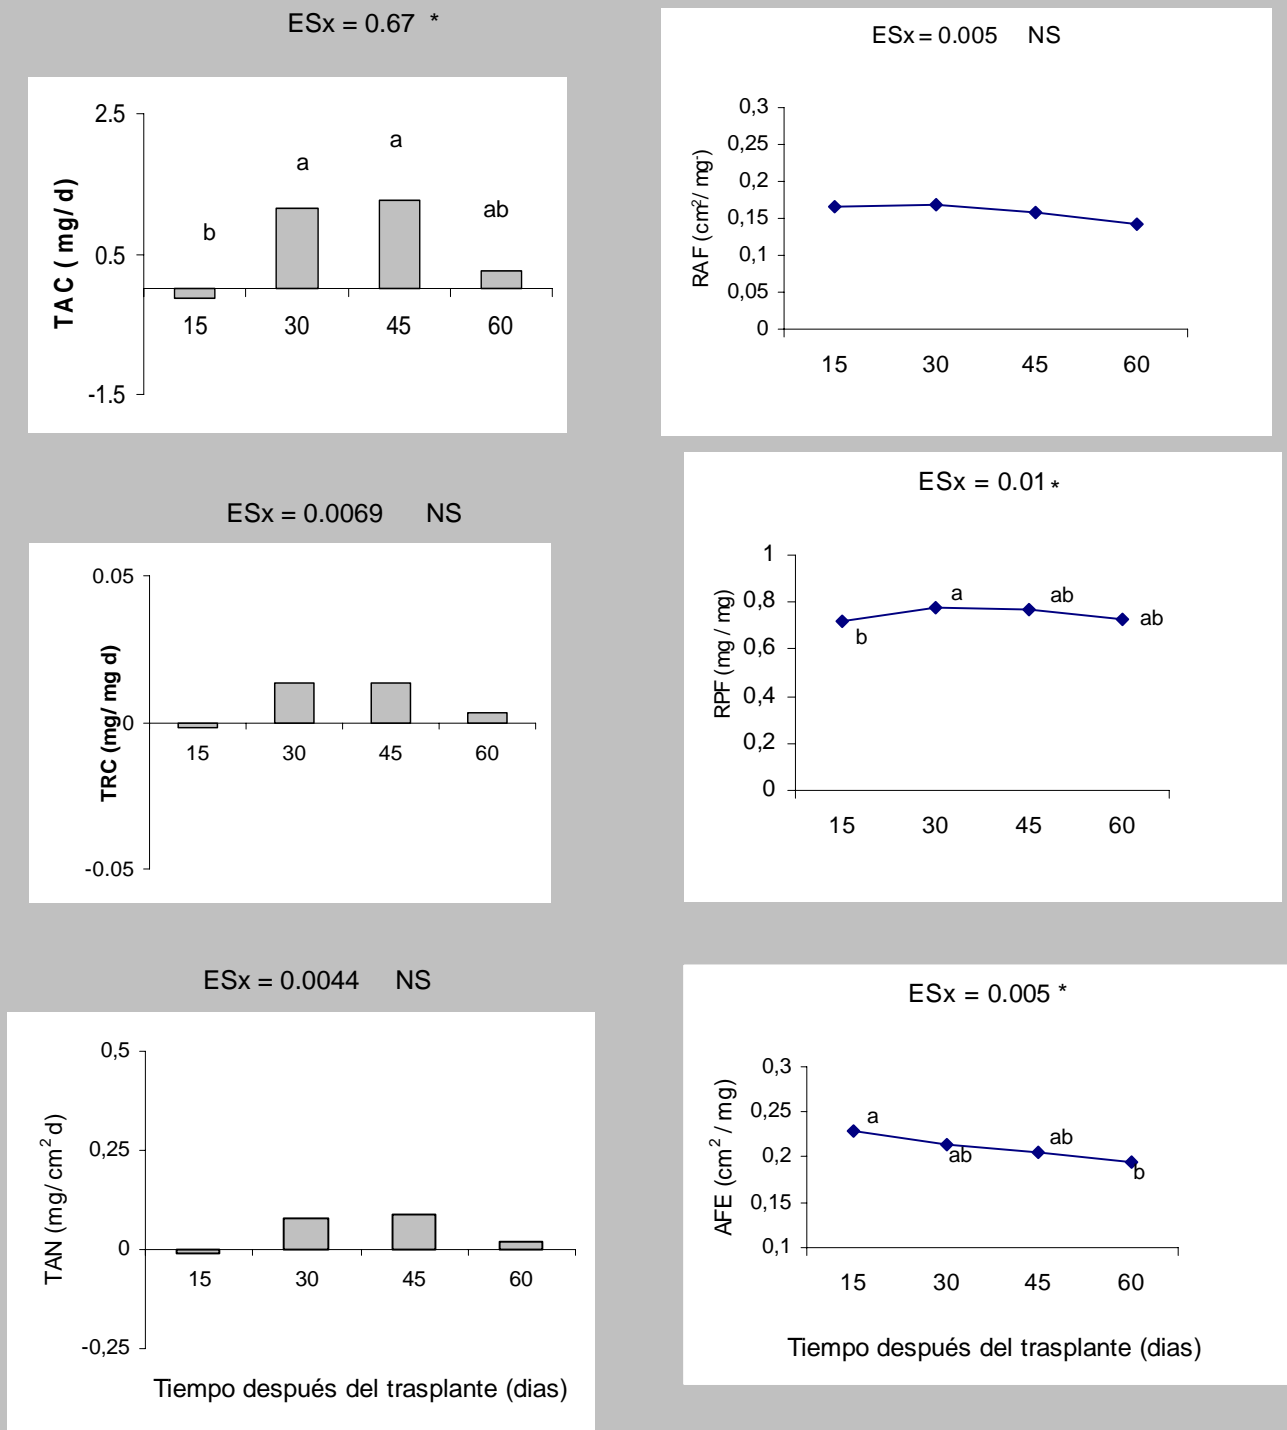 ESx = 0.67 *
2.5
0.5
-1.5
TAC ( mg/ d)
b
a
a
ab
15 30 45 60
ESx = 0.005 NS
0,3
0,25
0,2
0,15
0,1
0,05
0
RAF (cm²/ mg)
15 30 45 60
ESx = 0.0069 NS
0.05
0
-0.05
TRC (mg/ mg d)
15 30 45 60
ESx = 0.01 *
1
0,8
0,6
0,4
0,2
0
RPF (mg / mg)
b
a
ab
ab
15 30 45 60
ESx = 0.0044 NS
0,5
0,25
0
-0,25
TAN (mg/ cm² d)
15 30 45 60
Tiempo después del trasplante (dias)
ESx = 0.005 *
0,3
0,25
0,2
0,15
0,1
AFE (cm² / mg)
a
ab
ab
b
15 30 45 60
Tiempo después del trasplante (dias)